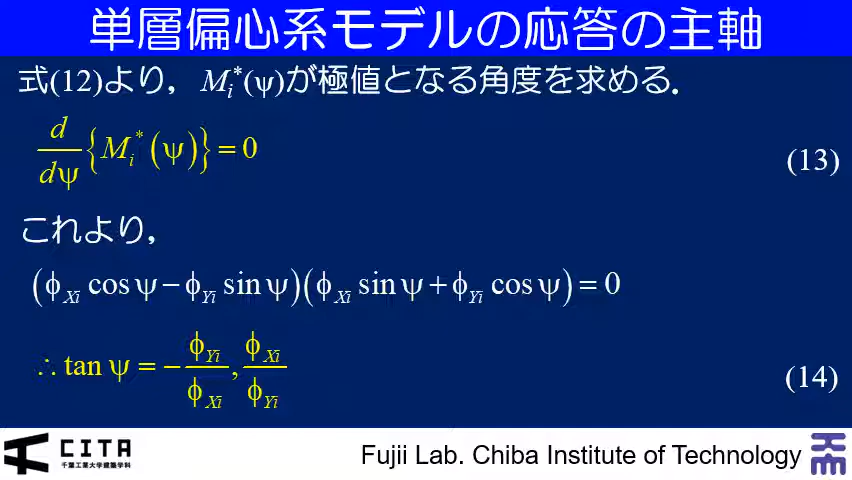 単層偏心系モデルの応答の主軸
式(12)より，Mi*(ψ)が極値となる角度を求める．
d/dψ {Mi*(ψ)} = 0 (13)
これより，
(ϕXi cos ψ − ϕYi sin ψ)(ϕXi sin ψ + ϕYi cos ψ) = 0
∴ tan ψ = − ϕYi/ϕXi , ϕXi/ϕYi (14)
CITA
千葉工業大学建築学科
Fujii Lab. Chiba Institute of Technology